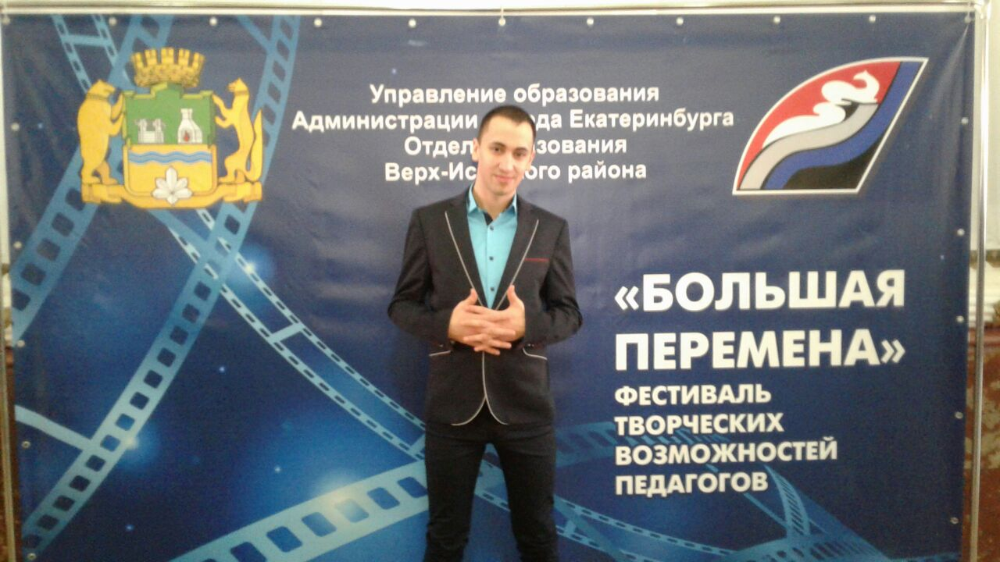 Управление образования
Администрации Екатеринбурга
Отдел
района
«БОЛЬШАЯ
ПЕРЕМЕНА»
ФЕСТИВАЛЬ
ТВОРЧЕСКИХ
ВОЗМОЖНОСТЕЙ
ПЕДАГОГОВ